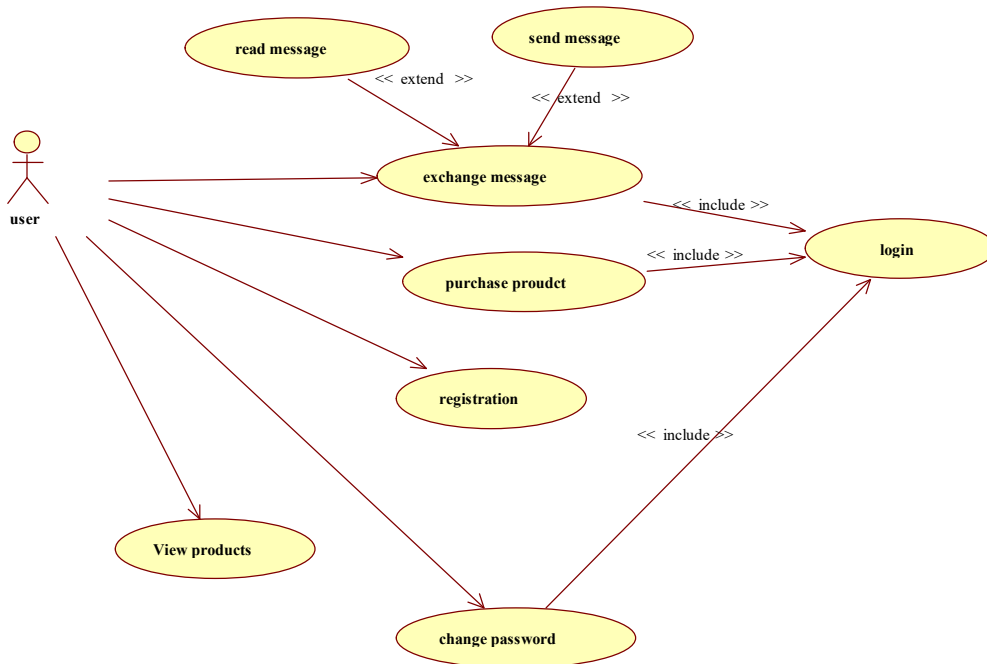 send message
read message
<< extend >>
<< extend >>
exchange message
<< include >>
user
login
<< include >>
purchase proudct
registration
<< include >>
View products
change password